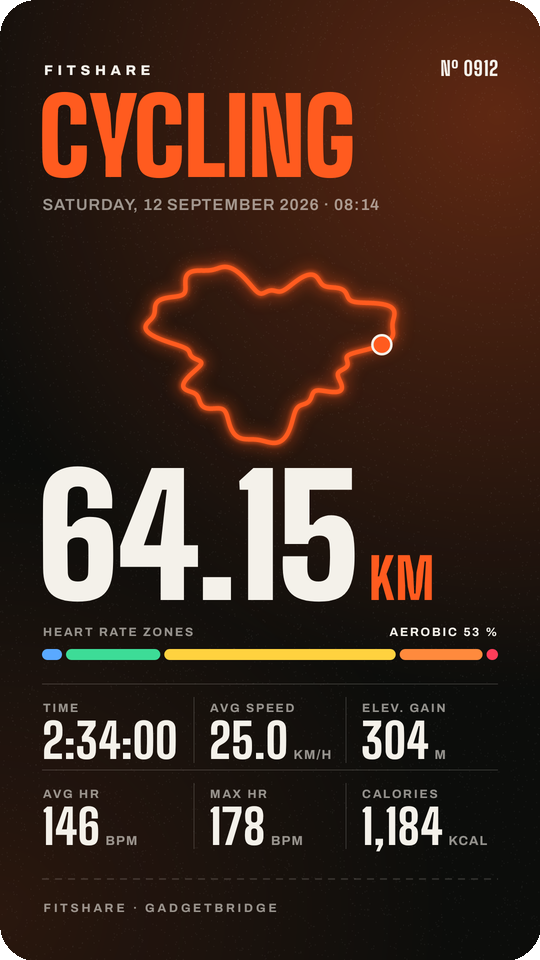 FITSHARE
Nº 0912
CYCLING
SATURDAY, 12 SEPTEMBER 2026 · 08:14
64.15 KM
HEART RATE ZONES
AEROBIC 53 %
TIME
AVG SPEED
ELEV. GAIN
2:34:00
25.0 KM/H
304 M
AVG HR
MAX HR
CALORIES
146 BPM
178 BPM
1,184 KCAL
FITSHARE · GADGETBRIDGE